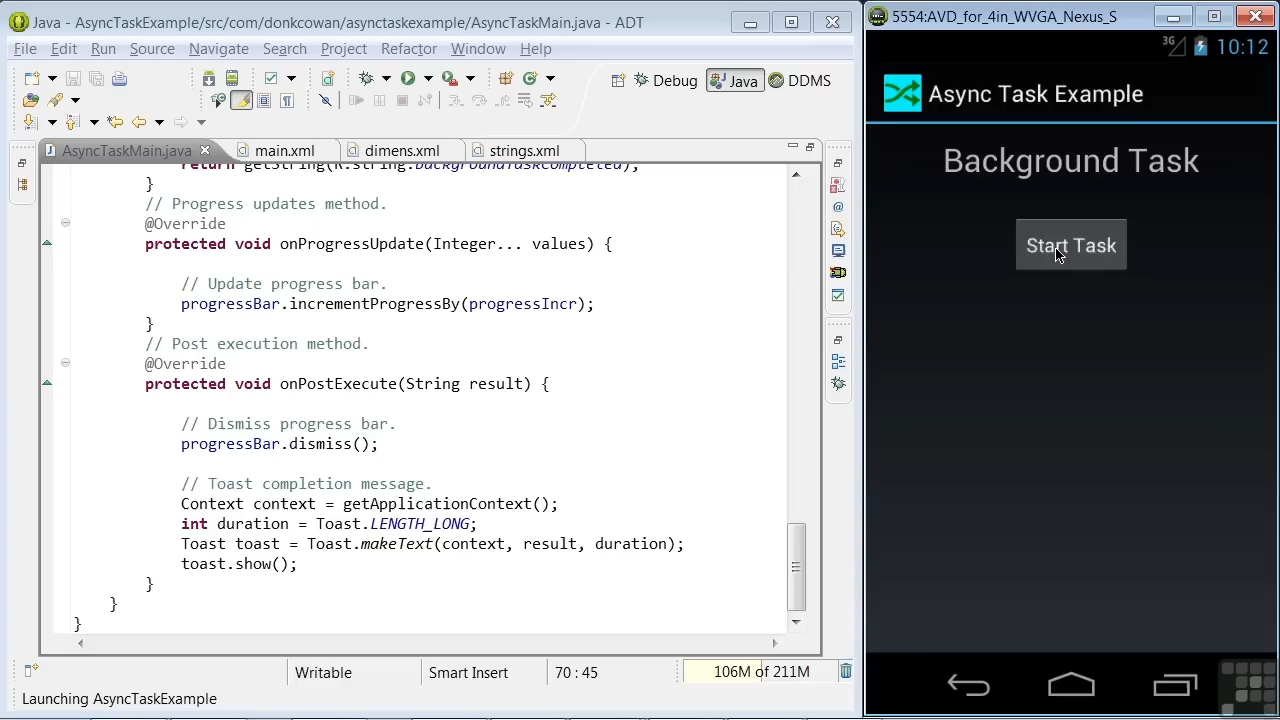 Java - AsyncTaskExample/src/com/donkcowan/asynctaskexample/AsyncTaskMain.java - ADT
File Edit Run Source Navigate Search Project Refactor Window Help
Debug Java DDMS
AsyncTaskMain.java main.xml dimens.xml strings.xml
return getString(R.string.backgroundTaskCompleted);
}
// Progress updates method.
@Override
protected void onProgressUpdate(Integer... values) {
// Update progress bar.
progressBar.incrementProgressBy(progressIncr);
}
// Post execution method.
@Override
protected void onPostExecute(String result) {
// Dismiss progress bar.
progressBar.dismiss();
// Toast completion message.
Context context = getApplicationContext();
int duration = Toast.LENGTH_LONG;
Toast toast = Toast.makeText(context, result, duration);
toast.show();
}
}
}
Writable Smart Insert 70 : 45 106M of 211M
Launching AsyncTaskExample
5554:AVD_for_4in_WVGA_Nexus_S
3G 10:12
Async Task Example
Background Task
Start Task